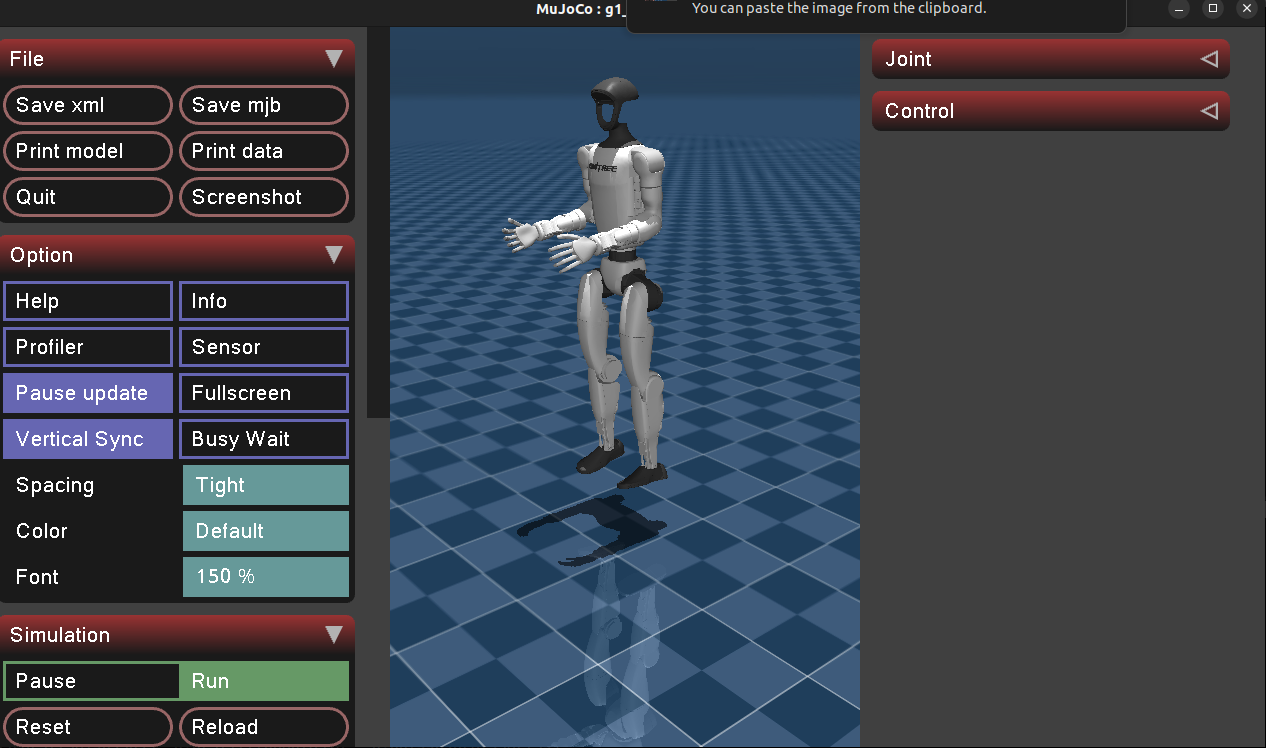 MuJoCo : g1_
You can paste the image from the clipboard.
File
Save xml
Save mjb
Print model
Print data
Quit
Screenshot
Option
Help
Info
Profiler
Sensor
Pause update
Fullscreen
Vertical Sync
Busy Wait
Spacing
Tight
Color
Default
Font
150 %
Simulation
Pause
Run
Reset
Reload
Joint
Control